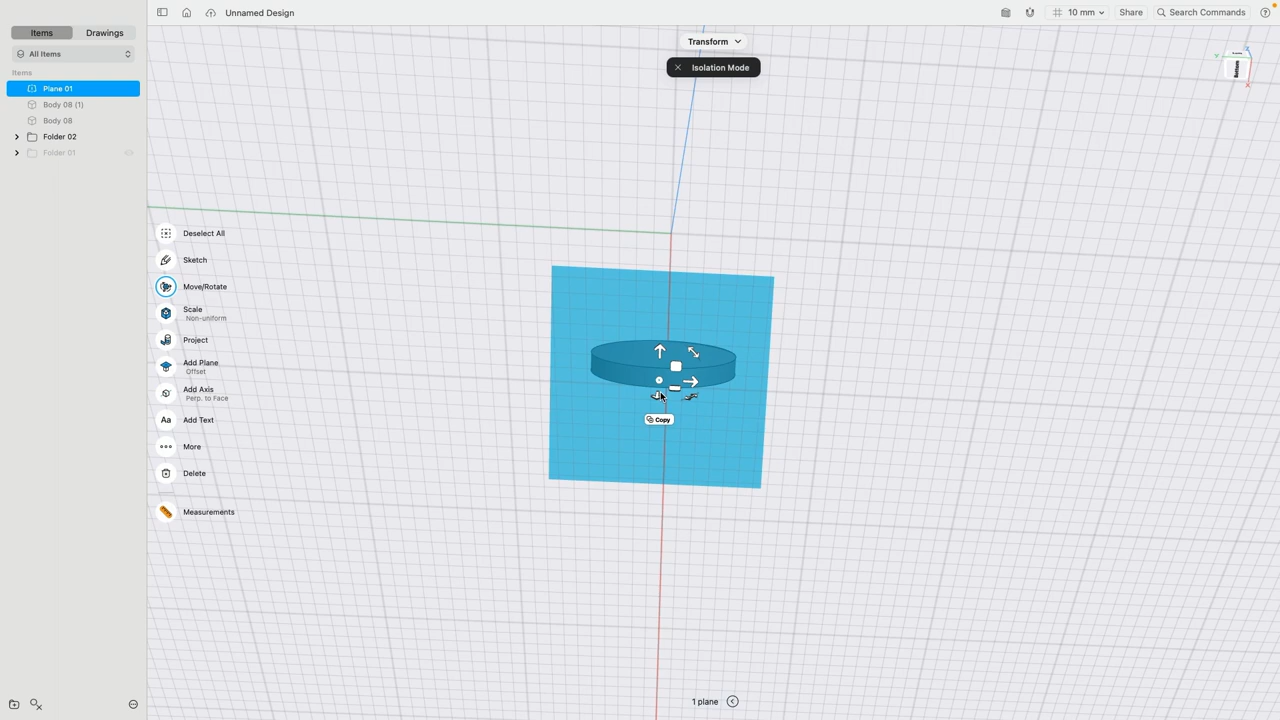 Unnamed Design
10 mm
Share
Search Commands
Items
Drawings
All Items
Items
Plane 01
Body 08 (1)
Body 08
Folder 02
Folder 01
Transform
Isolation Mode
Bottom
Y
Z
X
Deselect All
Sketch
Move/Rotate
Scale
Non-uniform
Project
Add Plane
Offset
Add Axis
Perp. to Face
Aa
Add Text
More
Delete
Measurements
Copy
1 plane